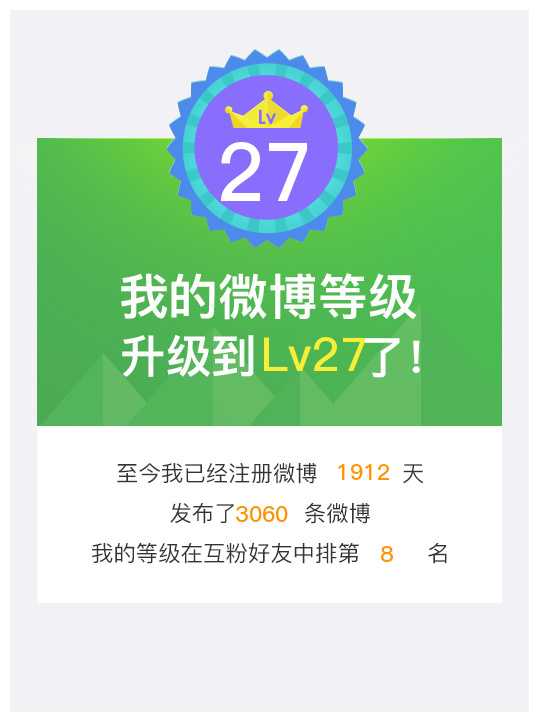 Lv
27
我的微博等级
升级到Lv27了!
至今我已经注册微博 1912 天
发布了3060 条微博
我的等级在互粉好友中排第 8 名